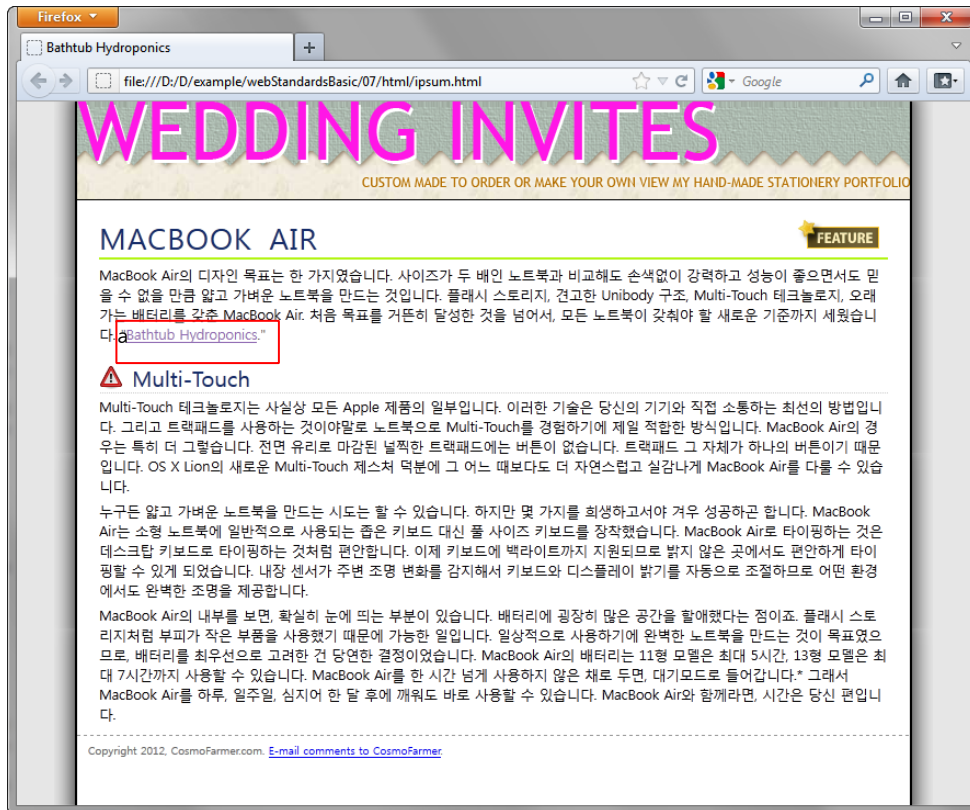 Firefox
Bathtub Hydroponics
file:///D:/D/example/webStandardsBasic/07/html/ipsum.html
Google
WEDDING INVITES
CUSTOM MADE TO ORDER OR MAKE YOUR OWN VIEW MY HAND-MADE STATIONERY PORTFOLIO
MACBOOK AIR
FEATURE
MacBook Air의 디자인 목표는 한 가지였습니다. 사이즈가 두 배인 노트북과 비교해도 손색없이 강력하고 성능이 좋으면서도 믿
을 수 없을 만큼 얇고 가벼운 노트북을 만드는 것입니다. 플래시 스토리지, 견고한 Unibody 구조, Multi-Touch 테크놀로지, 오래
가는 배터리를 갖춘 MacBook Air. 처음 목표를 거뜬히 달성한 것을 넘어서, 모든 노트북이 갖춰야 할 새로운 기준까지 세웠습니
다. "Bathtub Hydroponics."
a
Multi-Touch
Multi-Touch 테크놀로지는 사실상 모든 Apple 제품의 일부입니다. 이러한 기술은 당신의 기기와 직접 소통하는 최선의 방법입니
다. 그리고 트랙패드를 사용하는 것이야말로 노트북으로 Multi-Touch를 경험하기에 제일 적합한 방식입니다. MacBook Air의 경
우는 특히 더 그렇습니다. 전면 유리로 마감된 널찍한 트랙패드에는 버튼이 없습니다. 트랙패드 그 자체가 하나의 버튼이기 때문
입니다. OS X Lion의 새로운 Multi-Touch 제스처 덕분에 그 어느 때보다도 더 자연스럽고 실감나게 MacBook Air를 다룰 수 있습
니다.
누구든 얇고 가벼운 노트북을 만드는 시도는 할 수 있습니다. 하지만 몇 가지를 희생하고서야 겨우 성공하곤 합니다. MacBook
Air는 소형 노트북에 일반적으로 사용되는 좁은 키보드 대신 풀 사이즈 키보드를 장착했습니다. MacBook Air로 타이핑하는 것은
데스크탑 키보드로 타이핑하는 것처럼 편안합니다. 이제 키보드에 백라이트까지 지원되므로 밝지 않은 곳에서도 편안하게 타이
핑할 수 있게 되었습니다. 내장 센서가 주변 조명 변화를 감지해서 키보드와 디스플레이 밝기를 자동으로 조절하므로 어떤 환경
에서도 완벽한 조명을 제공합니다.
MacBook Air의 내부를 보면, 확실히 눈에 띄는 부분이 있습니다. 배터리에 굉장히 많은 공간을 할애했다는 점이죠. 플래시 스토
리지처럼 부피가 작은 부품을 사용했기 때문에 가능한 일입니다. 일상적으로 사용하기에 완벽한 노트북을 만드는 것이 목표였으
므로, 배터리를 최우선으로 고려한 건 당연한 결정이었습니다. MacBook Air의 배터리는 11형 모델은 최대 5시간, 13형 모델은 최
대 7시간까지 사용할 수 있습니다. MacBook Air를 한 시간 넘게 사용하지 않은 채로 두면, 대기모드로 들어갑니다.* 그래서
MacBook Air를 하루, 일주일, 심지어 한 달 후에 깨워도 바로 사용할 수 있습니다. MacBook Air와 함께라면, 시간은 당신 편입니
다.
Copyright 2012, CosmoFarmer.com. E-mail comments to CosmoFarmer.